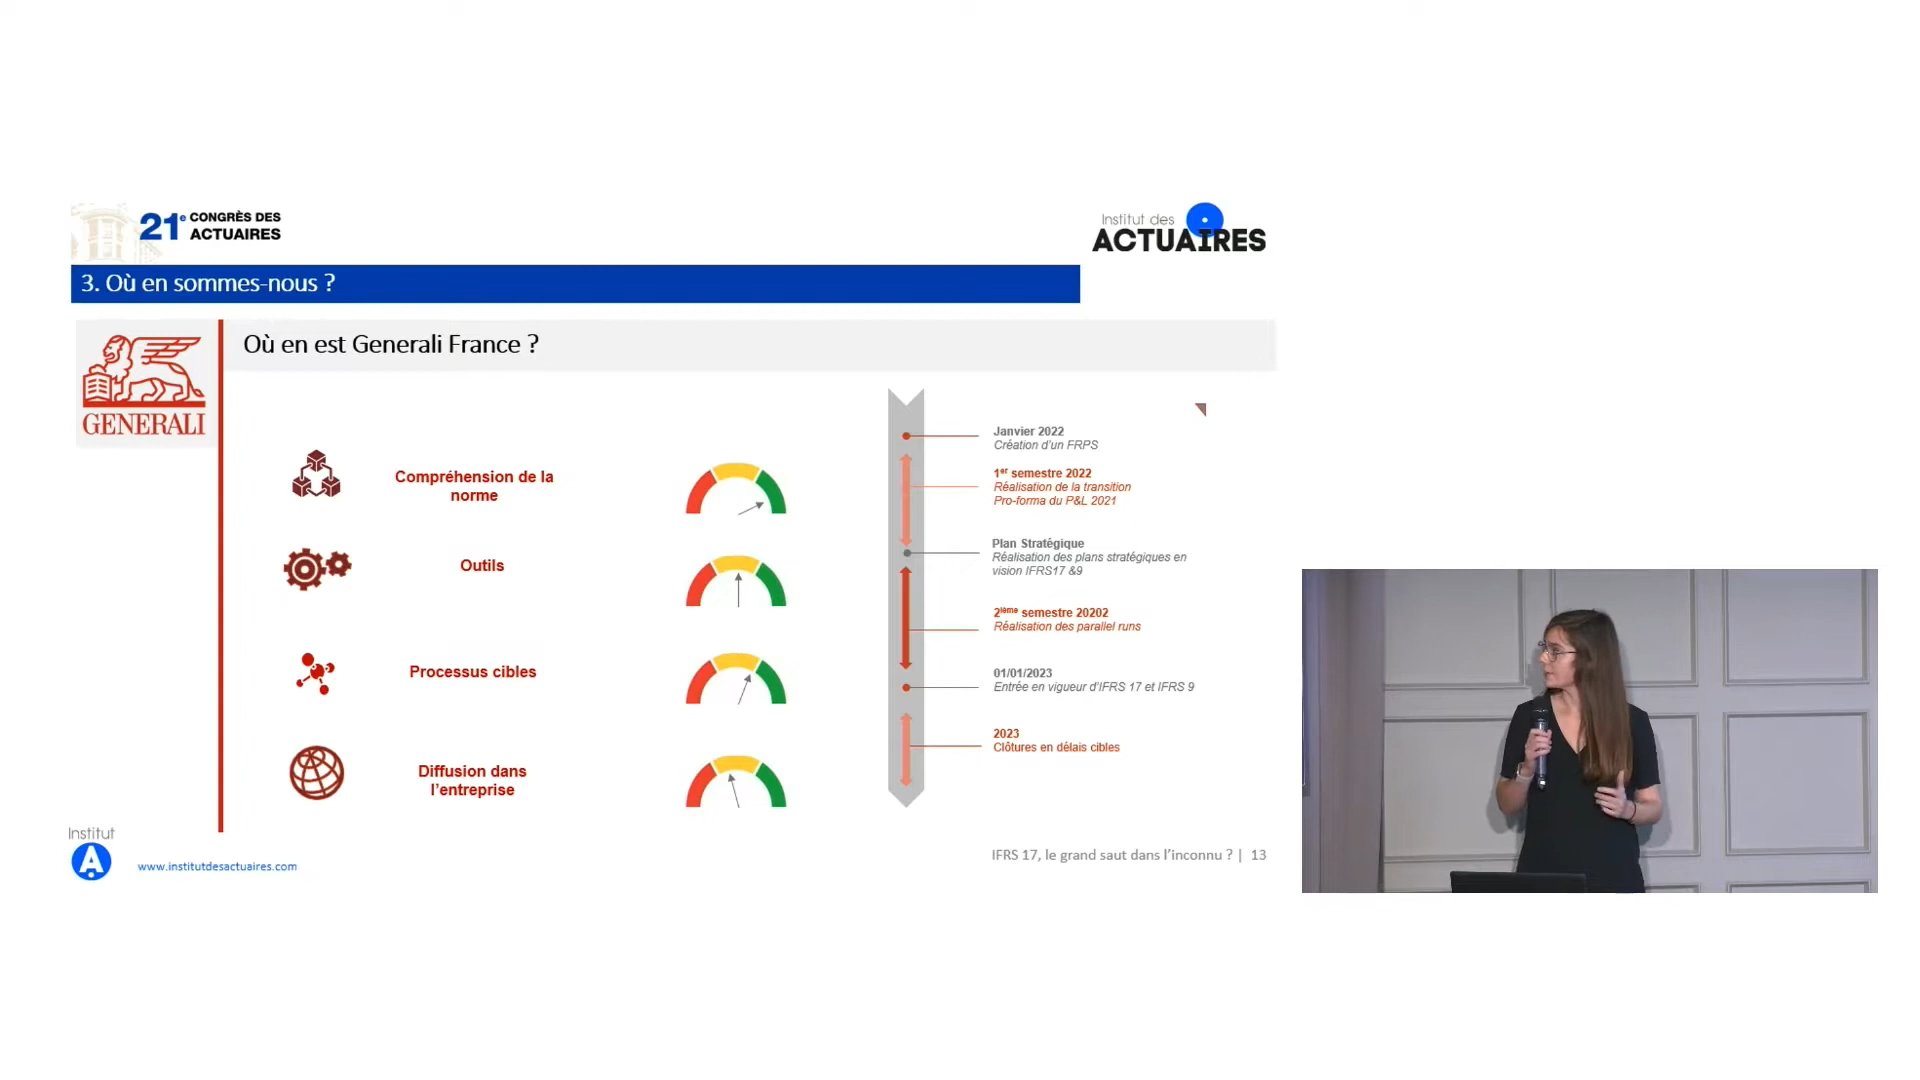 21e CONGRÈS DES
ACTUAIRES
Institut des
ACTUAIRES
3. Où en sommes-nous ?
GENERALI
Où en est Generali France ?
Compréhension de la
norme
Outils
Processus cibles
Diffusion dans
l'entreprise
Janvier 2022
Création d'un FRPS
1er semestre 2022
Réalisation de la transition
Pro-forma du P&L 2021
Plan Stratégique
Réalisation des plans stratégiques en
vision IFRS17 &9
2ième semestre 20202
Réalisation des parallel runs
01/01/2023
Entrée en vigueur d'IFRS 17 et IFRS 9
2023
Clôtures en délais cibles
Institut
A
www.institutdesactuaires.com
IFRS 17, le grand saut dans l'inconnu ? | 13